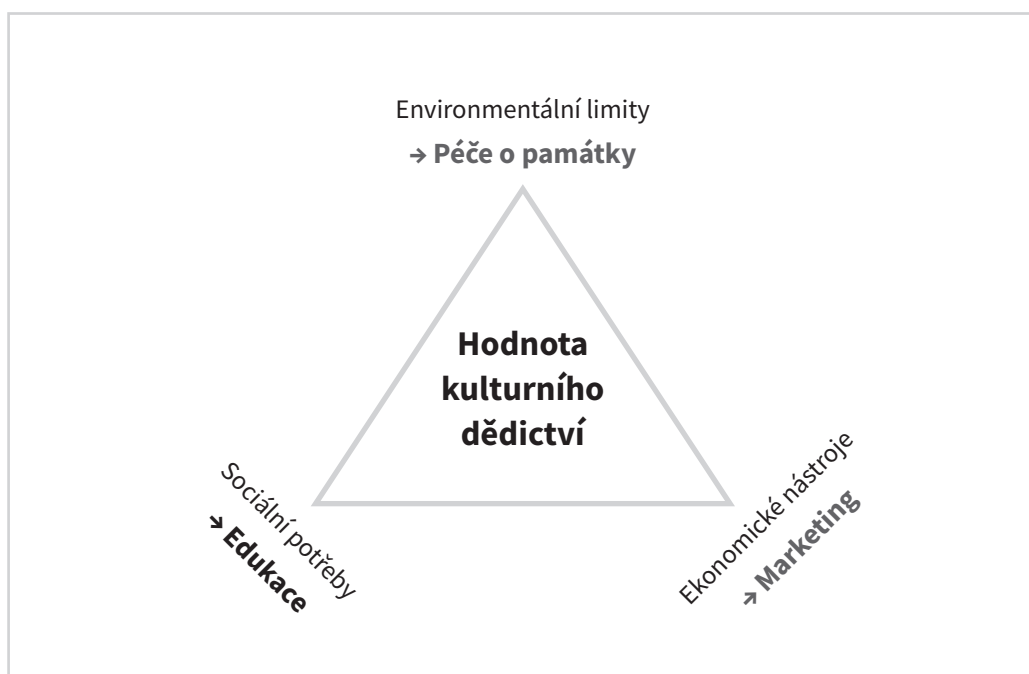 Environmentální limity
→ Péče o památky
Hodnota
kulturního
dědictví
Sociální potřeby
→ Edukace
Ekonomické nástroje
→ Marketing